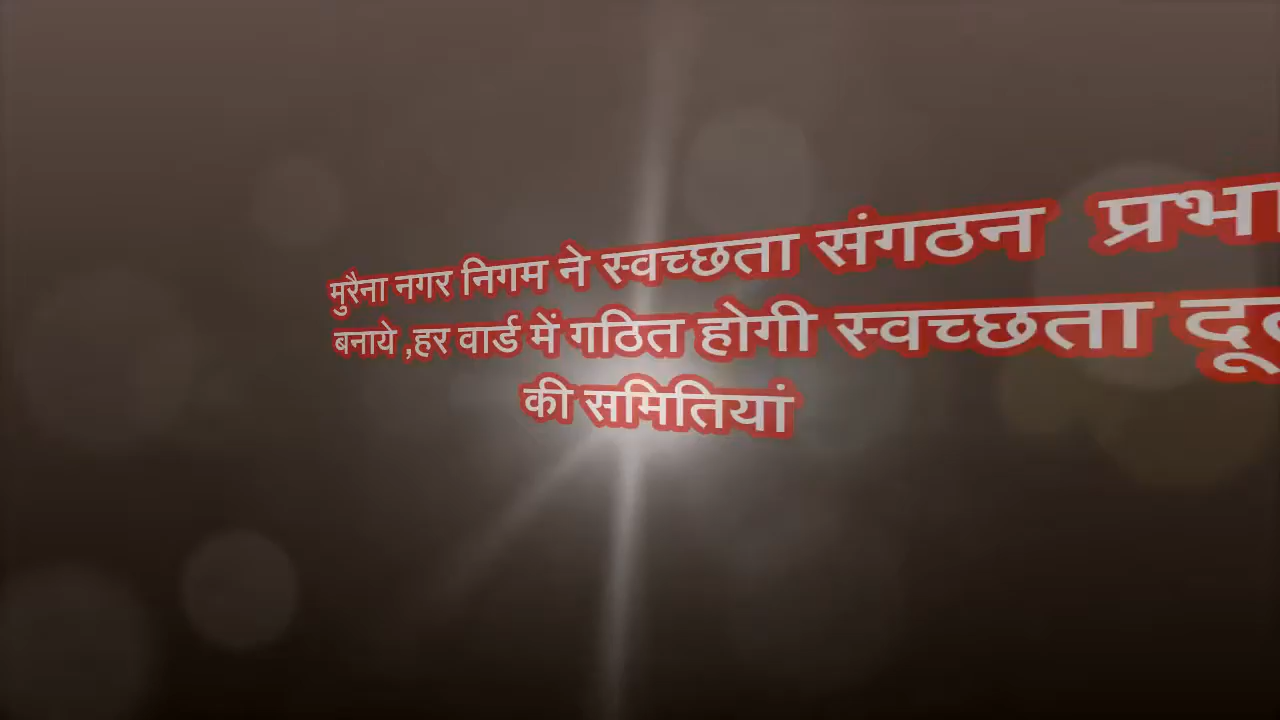 मुरैना नगर निगम ने स्वच्छता संगठन
बनाये ,हर वार्ड में गठित होगी स्वच्छता
की समितियां